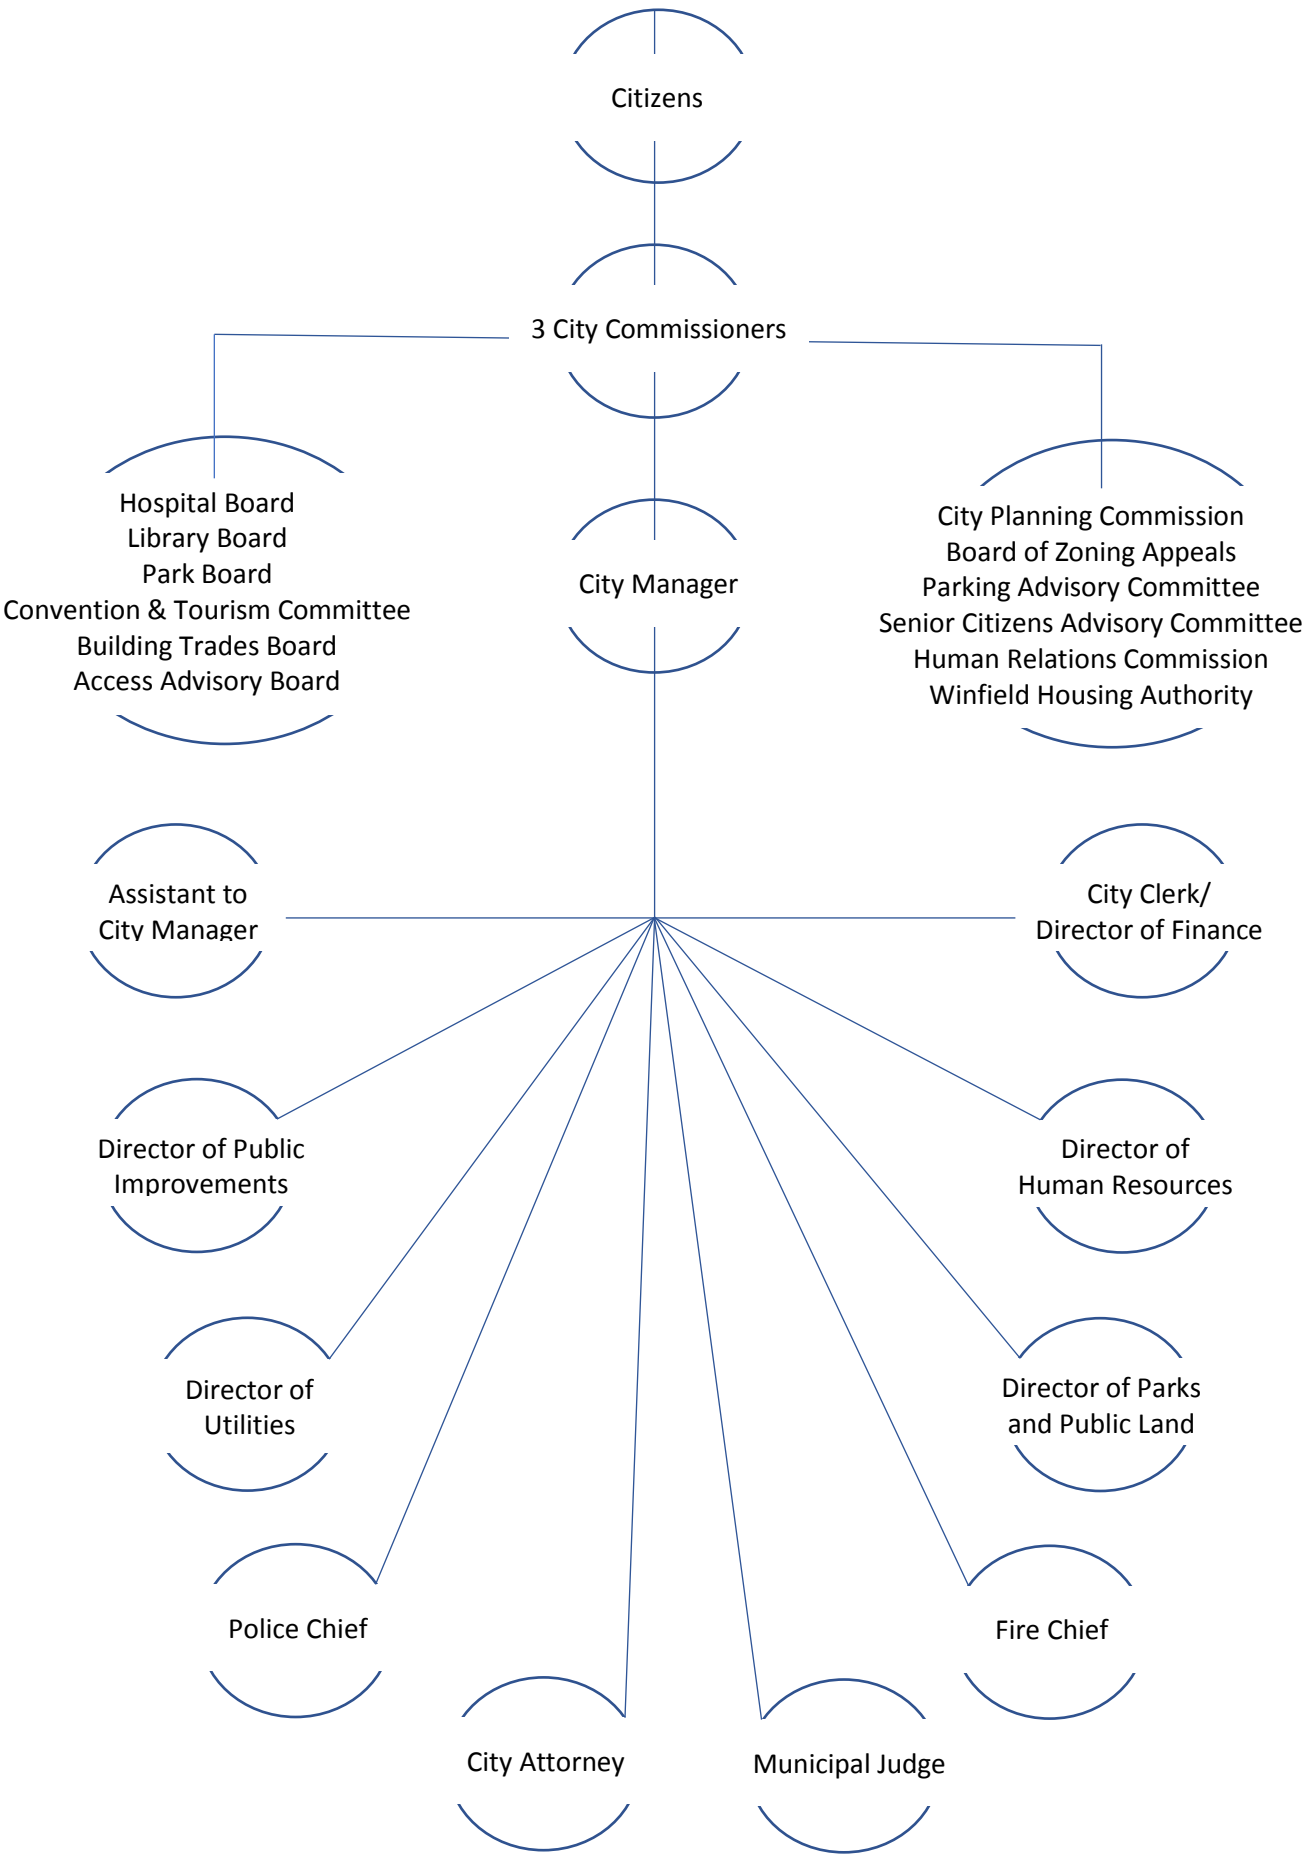 Citizens
3 City Commissioners
Hospital Board
Library Board
Park Board
Convention & Tourism Committee
Building Trades Board
Access Advisory Board
City Manager
City Planning Commission
Board of Zoning Appeals
Parking Advisory Committee
Senior Citizens Advisory Committee
Human Relations Commission
Winfield Housing Authority
Assistant to
City Manager
City Clerk/
Director of Finance
Director of Public
Improvements
Director of
Human Resources
Director of
Utilities
Director of Parks
and Public Land
Police Chief
Fire Chief
City Attorney
Municipal Judge